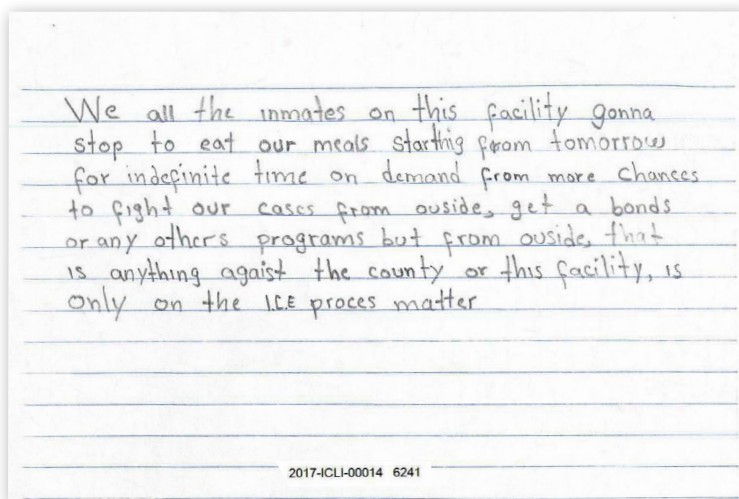 We all the inmates on this facility gonna
stop to eat our meals starting from tomorrow
for indefinite time on demand from more chances
to fight our cases from ouside, get a bonds
or any others programs but from ouside, that
is anything agaist the county or this facility, is
only on the I.C.E proces matter
2017-ICLI-00014 6241